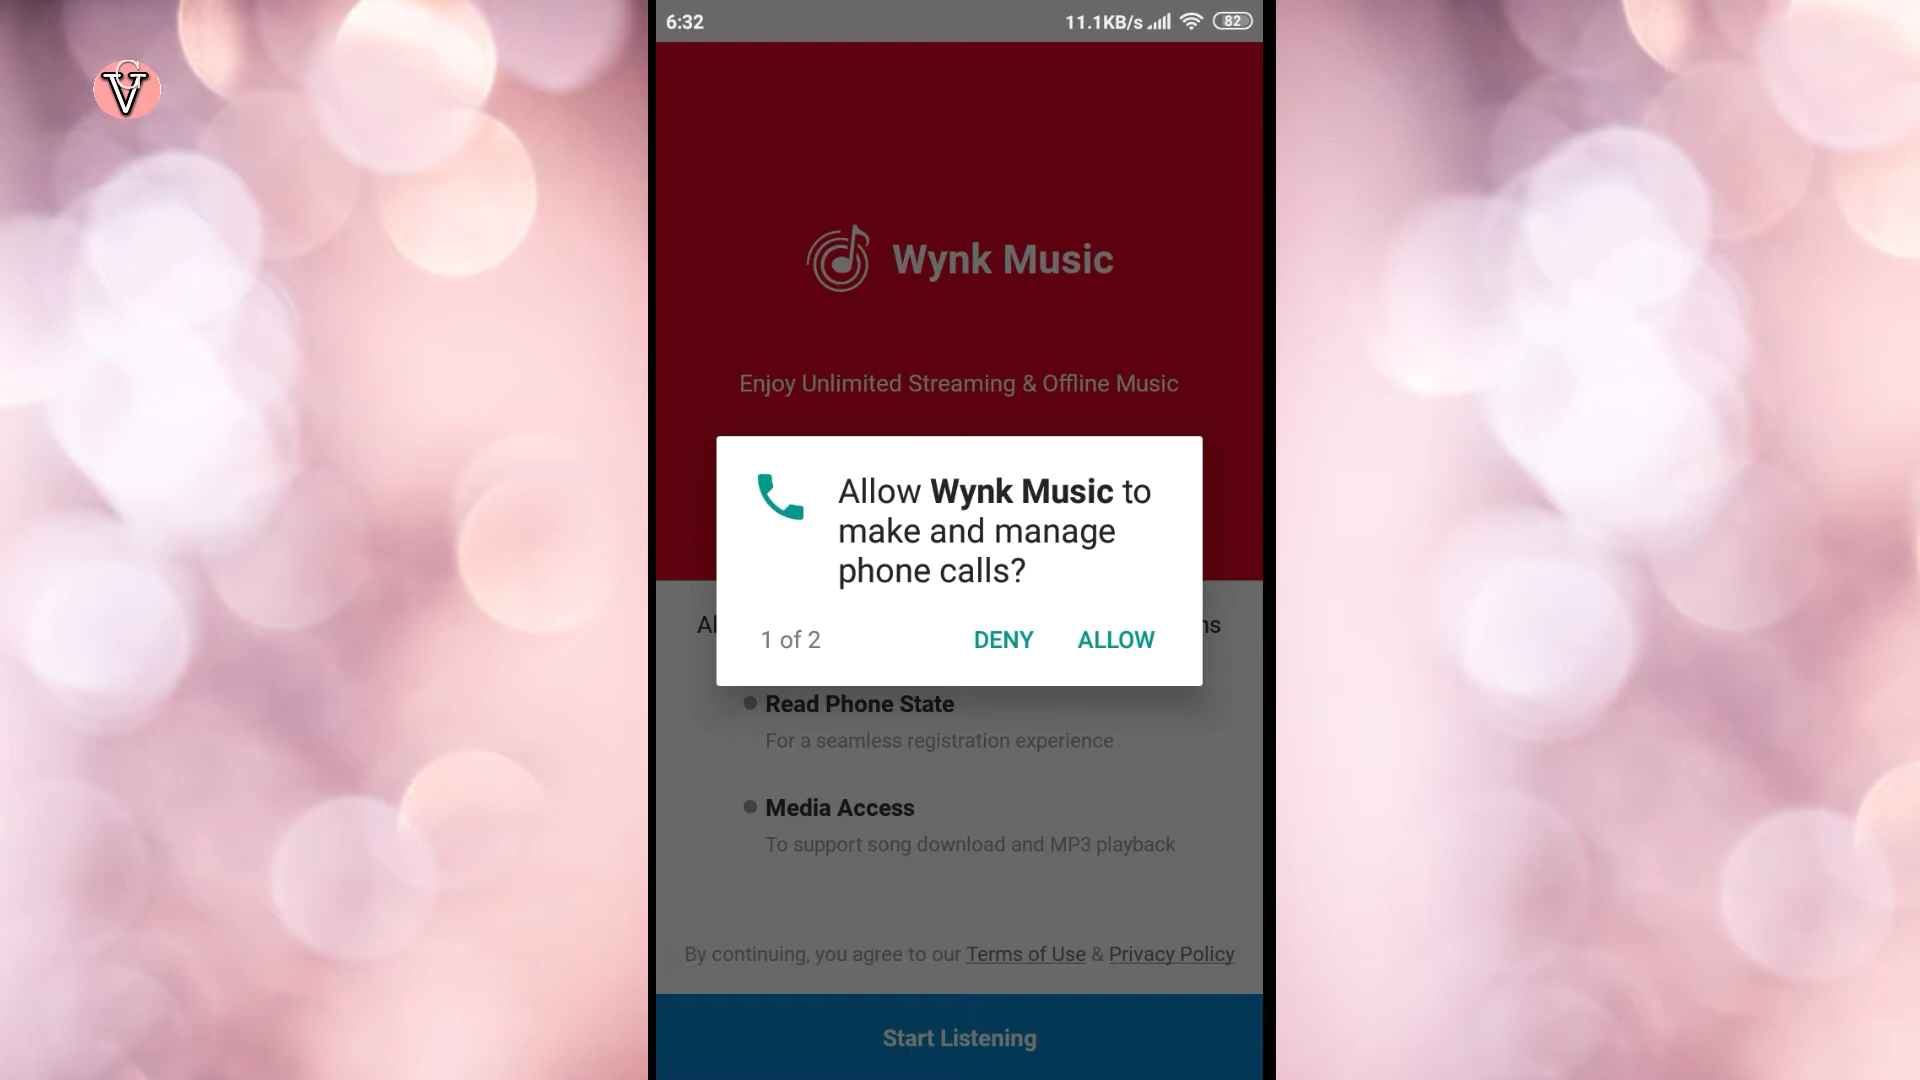 6:32
11.1KB/s
82
Wynk Music
Enjoy Unlimited Streaming & Offline Music
Allow Wynk Music to
make and manage
phone calls?
1 of 2
DENY
ALLOW
Read Phone State
For a seamless registration experience
Media Access
To support song download and MP3 playback
By continuing, you agree to our Terms of Use & Privacy Policy
Start Listening